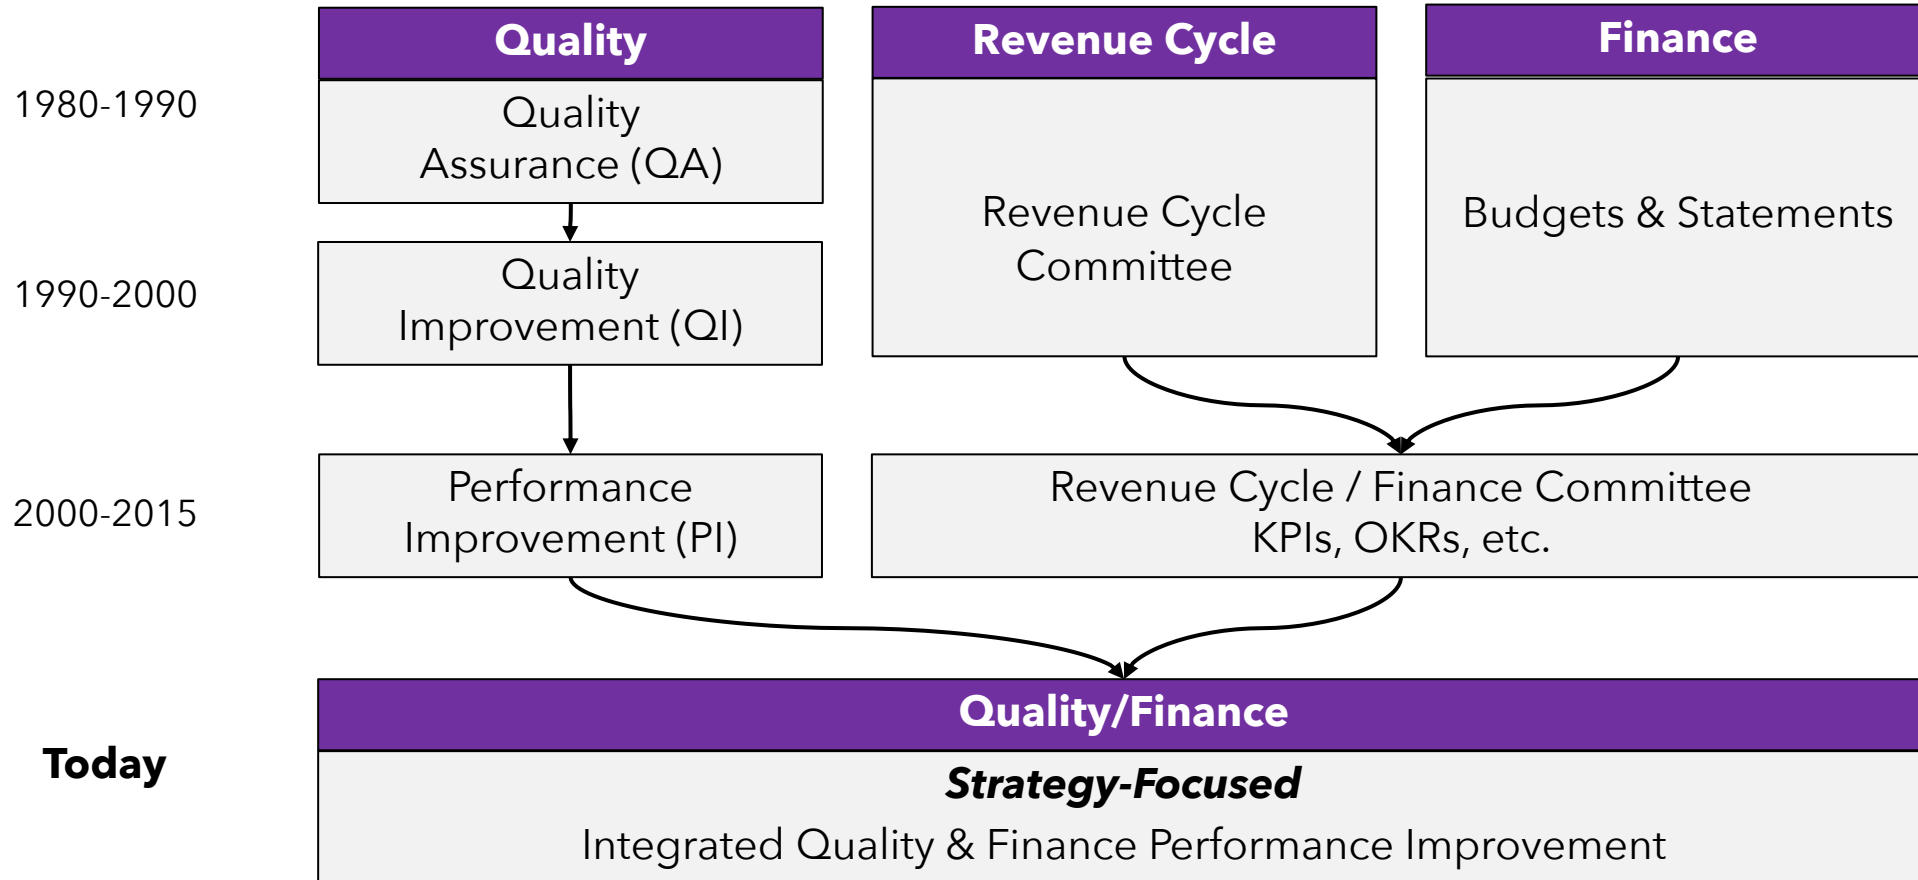 Quality
Revenue Cycle
Finance
1980-1990
Quality
Assurance (QA)
Revenue Cycle
Committee
Budgets & Statements
1990-2000
Quality
Improvement (QI)
2000-2015
Performance
Improvement (PI)
Revenue Cycle / Finance Committee
KPIs, OKRs, etc.
Today
Quality/Finance
Strategy-Focused
Integrated Quality & Finance Performance Improvement